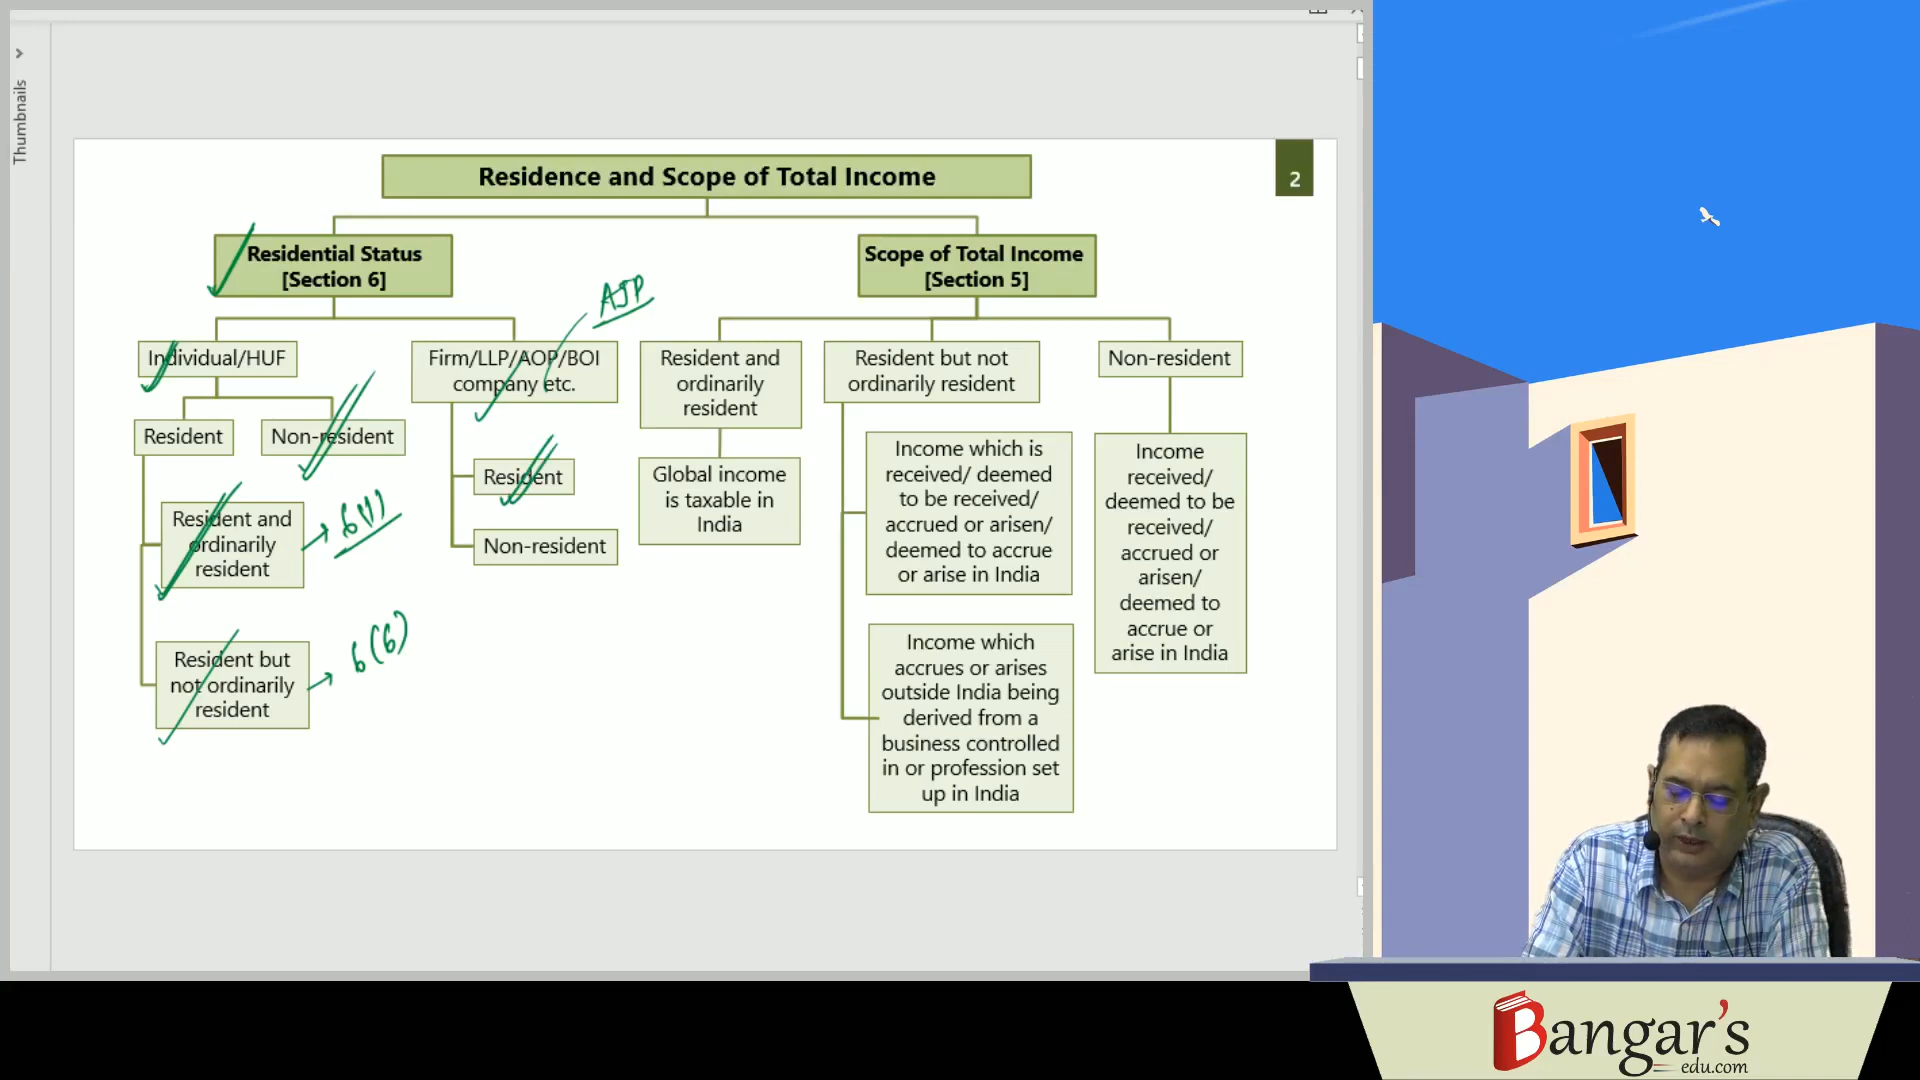 Thumbnails
Residence and Scope of Total Income
2
Residential Status
[Section 6]
Scope of Total Income
[Section 5]
AJP
Individual/HUF
Firm/LLP/AOP/BOI
company etc.
Resident and
ordinarily
resident
Resident but not
ordinarily resident
Non-resident
Resident
Non-resident
Resident
Non-resident
Resident and
ordinarily
resident
6(1)
Resident but
not ordinarily
resident
6(6)
Global income
is taxable in
India
Income which is
received/ deemed
to be received/
accrued or arisen/
deemed to accrue
or arise in India
Income which
accrues or arises
outside India being
derived from a
business controlled
in or profession set
up in India
Income
received/
deemed to be
received/
accrued or
arisen/
deemed to
accrue or
arise in India
Bangar's
edu.com